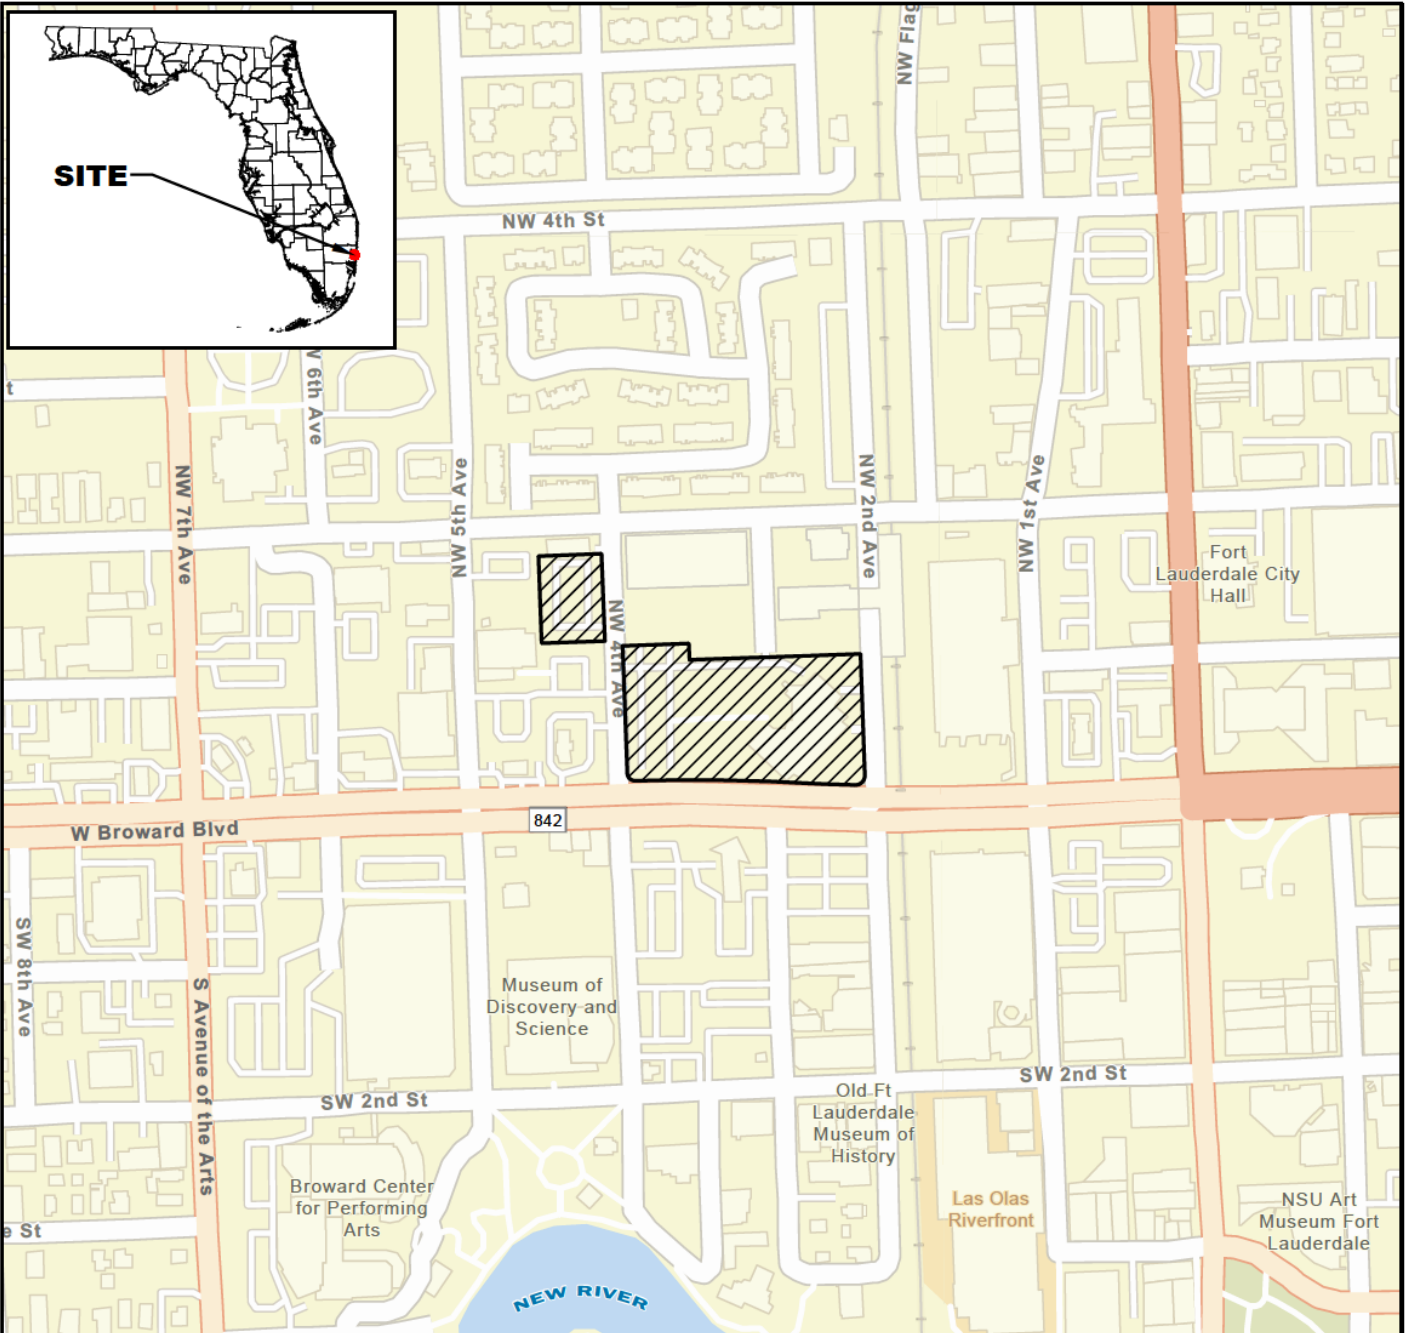 SITE
NW Flag
NW 4th St
t
W 6th Ave
NW 7th Ave
NW 5th Ave
NW 2nd Ave
NW 1st Ave
Fort
Lauderdale City
Hall
NW 4th Ave
842
W Broward Blvd
SW 8th Ave
S Avenue of the Arts
Museum of
Discovery and
Science
SW 2nd St
SW 2nd St
Old Ft
Lauderdale
Museum of
History
Broward Center
for Performing
Arts
Las Olas
Riverfront
NSU Art
Museum Fort
Lauderdale
e St
NEW RIVER